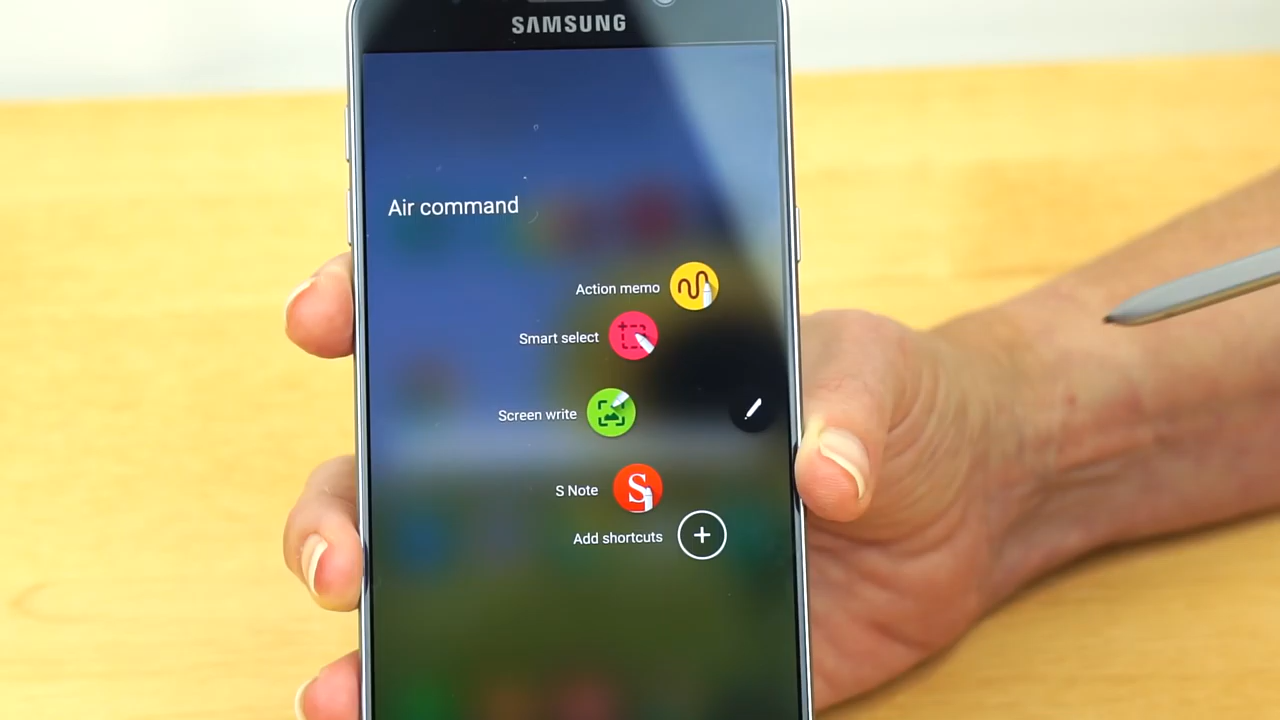 SAMSUNG
Air command
Action memo
Smart select
Screen write
S Note
S
Add shortcuts